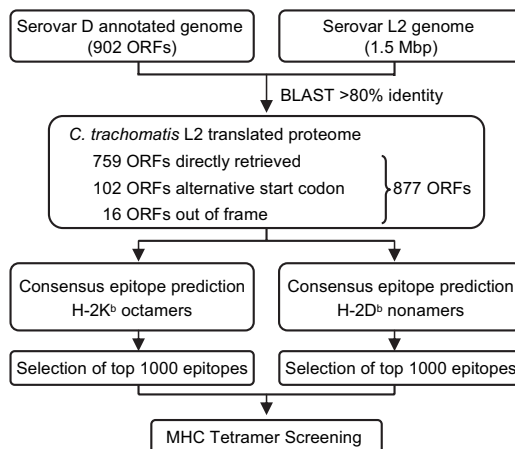 Serovar D annotated genome
(902 ORFs)
Serovar L2 genome
(1.5 Mbp)
BLAST >80% identity
C. trachomatis L2 translated proteome
759 ORFs directly retrieved
102 ORFs alternative start codon
16 ORFs out of frame
877 ORFs
Consensus epitope prediction
H-2Kᵇ octamers
Consensus epitope prediction
H-2Dᵇ nonamers
Selection of top 1000 epitopes
Selection of top 1000 epitopes
MHC Tetramer Screening